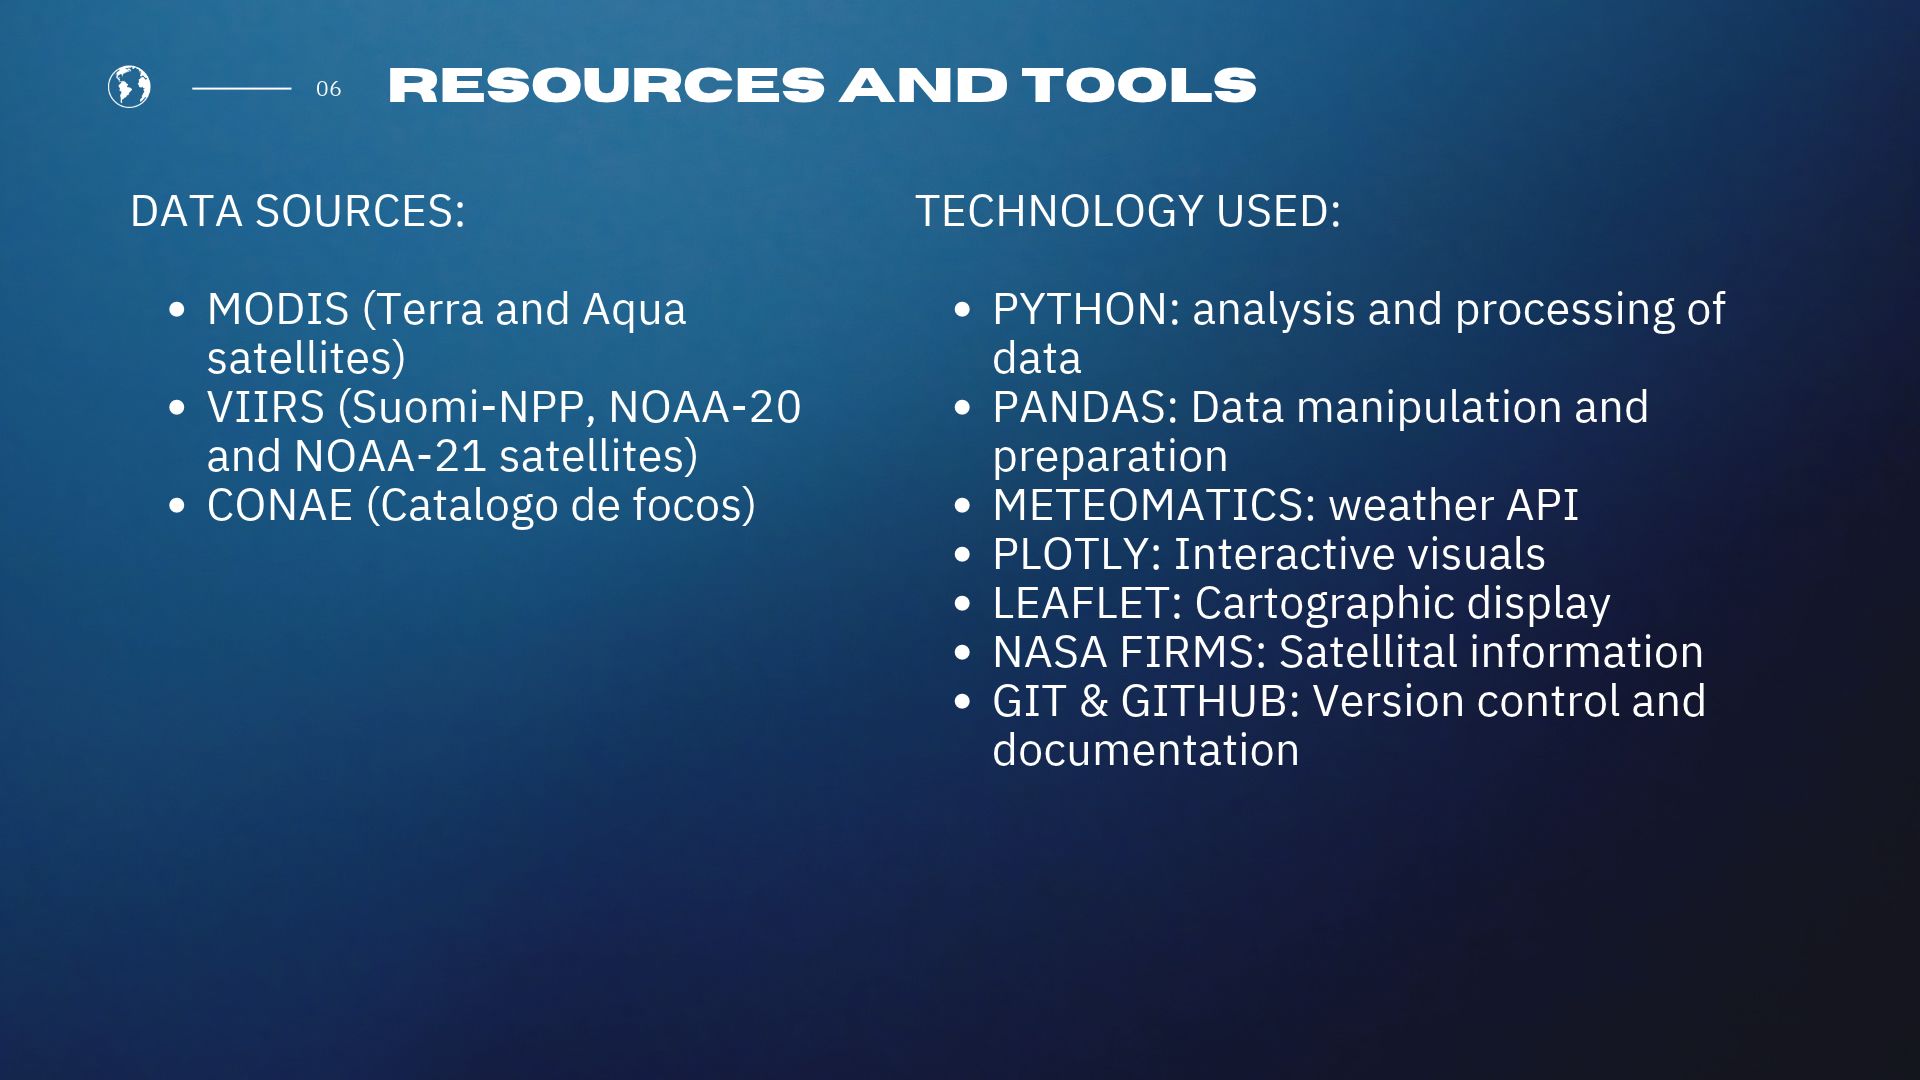 06
RESOURCES AND TOOLS
DATA SOURCES:
• MODIS (Terra and Aqua
satellites)
• VIIRS (Suomi-NPP, NOAA-20
and NOAA-21 satellites)
• CONAE (Catalogo de focos)
TECHNOLOGY USED:
• PYTHON: analysis and processing of
data
• PANDAS: Data manipulation and
preparation
• METEOMATICS: weather API
• PLOTLY: Interactive visuals
• LEAFLET: Cartographic display
• NASA FIRMS: Satellital information
• GIT & GITHUB: Version control and
documentation